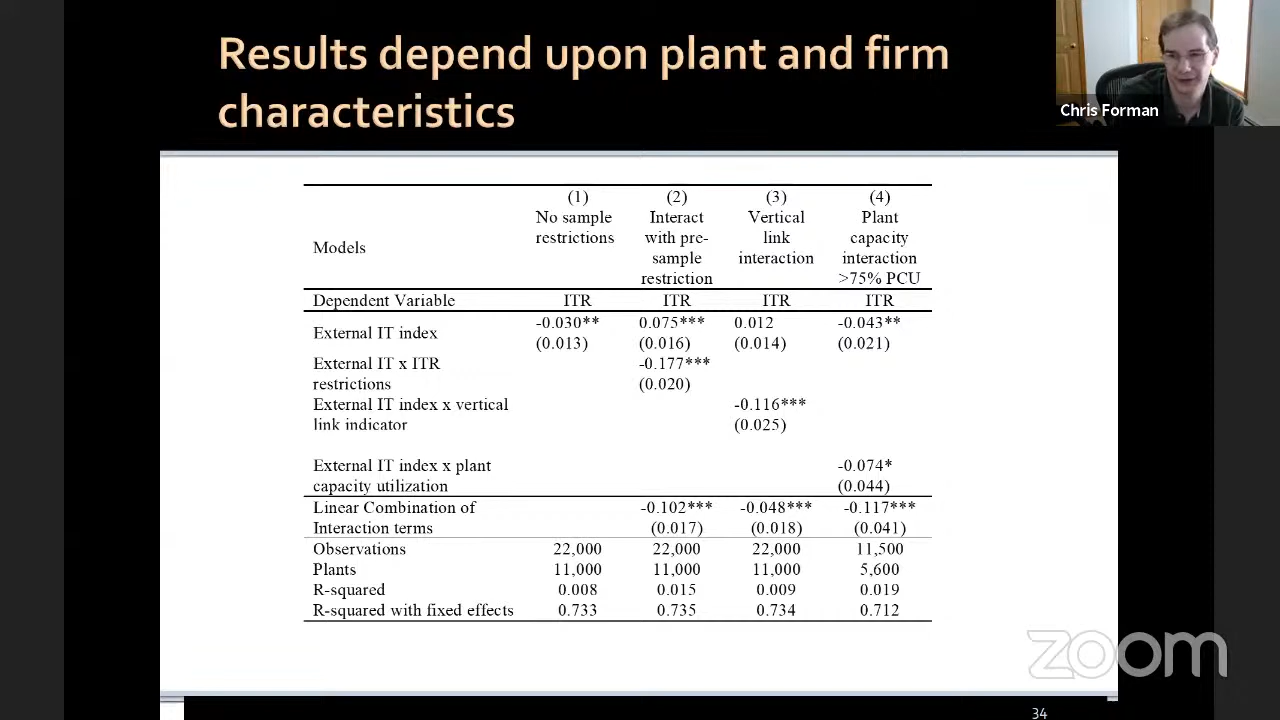 Results depend upon plant and firm
characteristics
Chris Forman
Models
(1)
No sample
restrictions
(2)
Interact
with pre-
sample
restriction
(3)
Vertical
link
interaction
(4)
Plant
capacity
interaction
>75% PCU
Dependent Variable ITR ITR ITR ITR
External IT index -0.030** 0.075*** 0.012 -0.043**
(0.013) (0.016) (0.014) (0.021)
External IT x ITR -0.177***
restrictions (0.020)
External IT index x vertical -0.116***
link indicator (0.025)
External IT index x plant -0.074*
capacity utilization (0.044)
Linear Combination of -0.102*** -0.048*** -0.117***
Interaction terms (0.017) (0.018) (0.041)
Observations 22,000 22,000 22,000 11,500
Plants 11,000 11,000 11,000 5,600
R-squared 0.008 0.015 0.009 0.019
R-squared with fixed effects 0.733 0.735 0.734 0.712
zoom
34